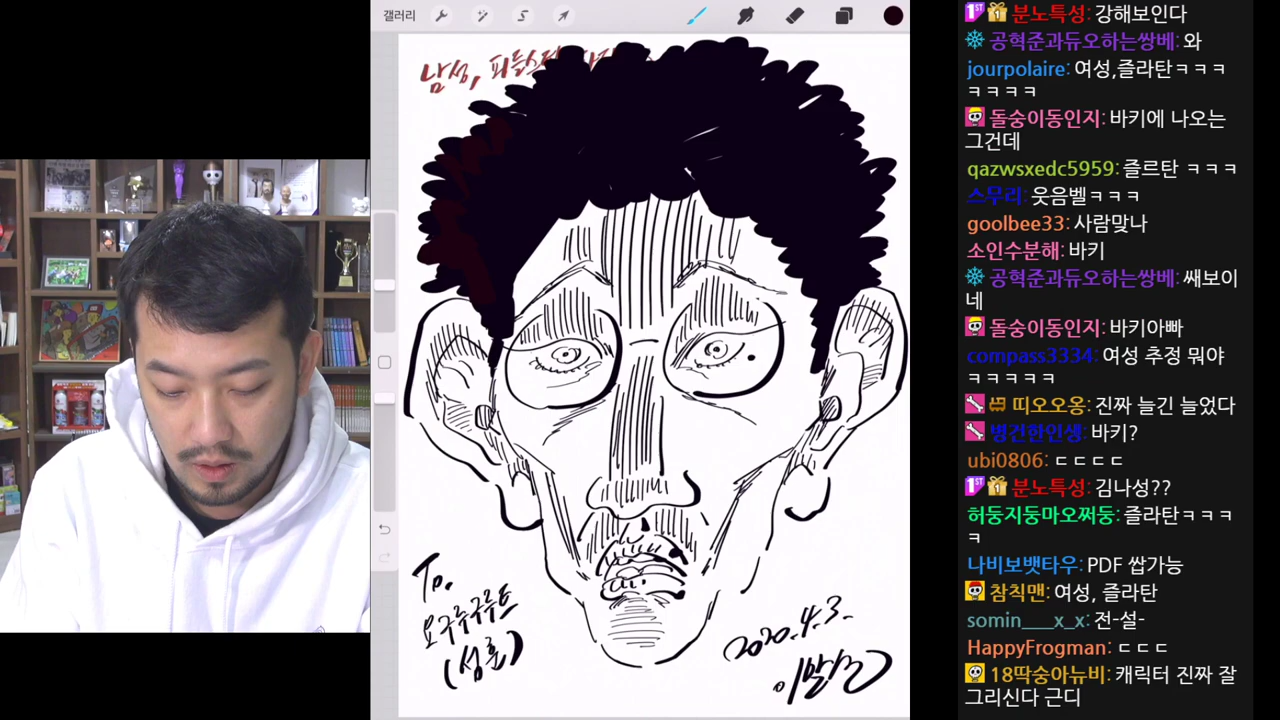 갤러리
남성,
To.
요구르구루트
(성훈)
2020.4.3.
이말년
분노특성: 강해보인다
공혁준과듀오하는쌍베: 와
jourpolaire: 여성,즐라탄ㅋㅋㅋ
ㅋㅋㅋㅋ
돌숭이동인지: 바키에 나오는
그건데
qazwsxedc5959: 즐르탄 ㅋㅋㅋ
스무리: 웃음벨ㅋㅋㅋ
goolbee33: 사람맞나
소인수분해: 바키
공혁준과듀오하는쌍베: 쌔보이
네
돌숭이동인지: 바키아빠
compass3334: 여성 추정 뭐야
ㅋㅋㅋㅋㅋ
띠오오옹: 진짜 늘긴 늘었다
병건한인생: 바키?
ubi0806: ㄷㄷㄷㄷ
분노특성: 김나성??
허둥지둥마오쩌둥: 즐라탄ㅋㅋㅋ
ㅋ
나비보뱃타우: PDF 쌉가능
참칙맨: 여성, 즐라탄
somin___x_x: 전-설-
HappyFrogman: ㄷㄷㄷ
18딱숭아뉴비: 캐릭터 진짜 잘
그리신다 근디